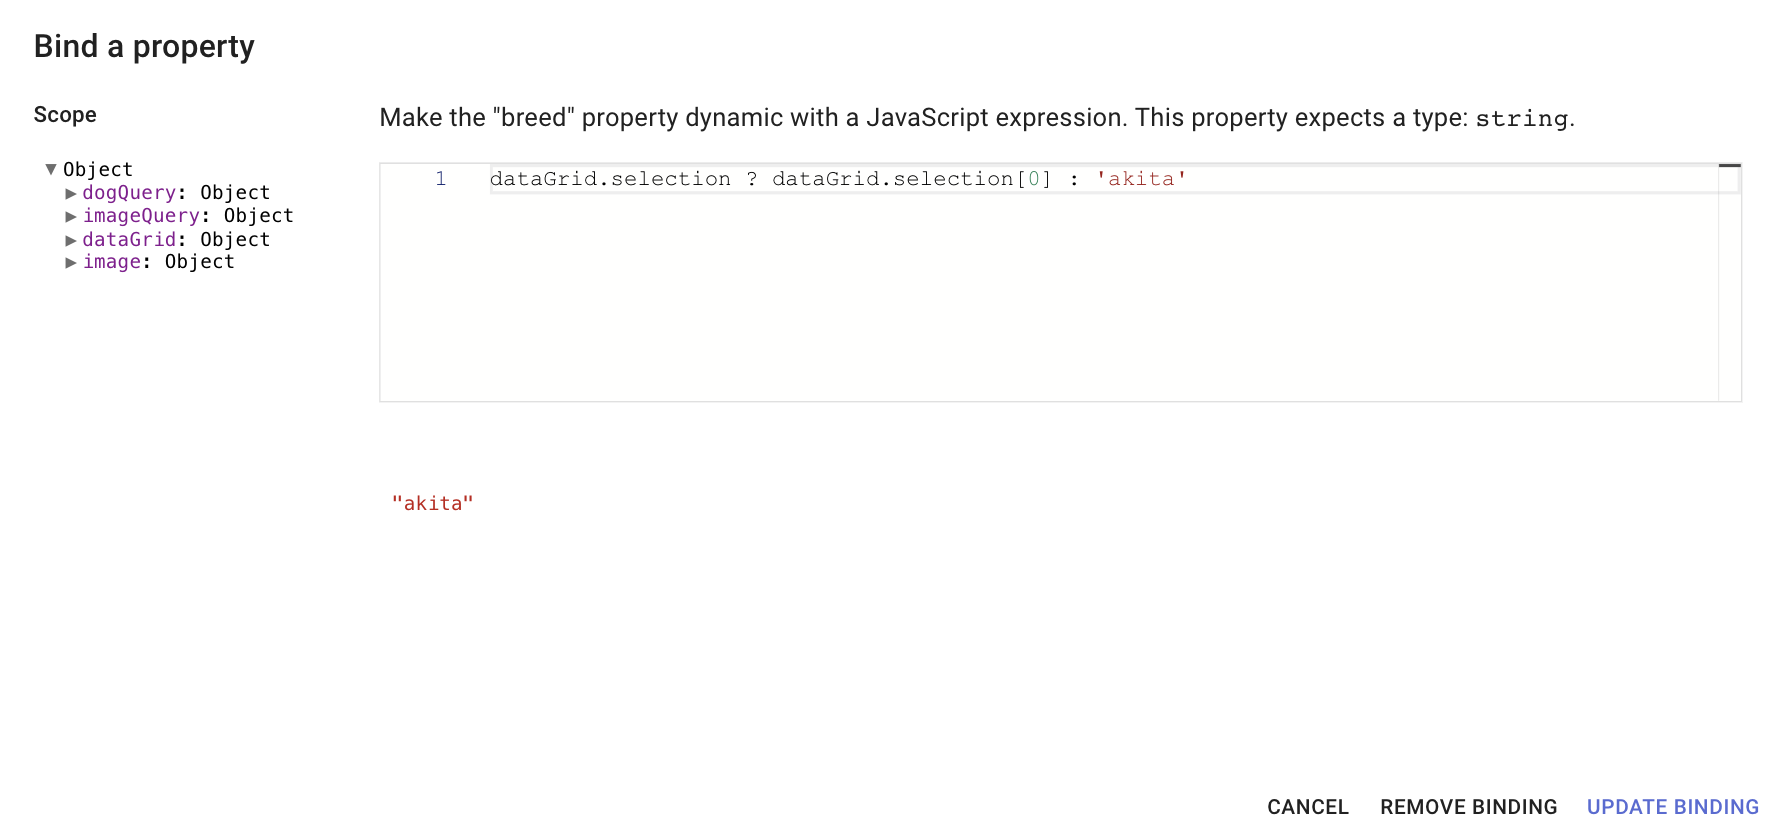 Bind a property
Scope
▼ Object
▶ dogQuery: Object
▶ imageQuery: Object
▶ dataGrid: Object
▶ image: Object
Make the "breed" property dynamic with a JavaScript expression. This property expects a type: string.
1 dataGrid.selection ? dataGrid.selection[0] : 'akita'
"akita"
CANCEL REMOVE BINDING UPDATE BINDING